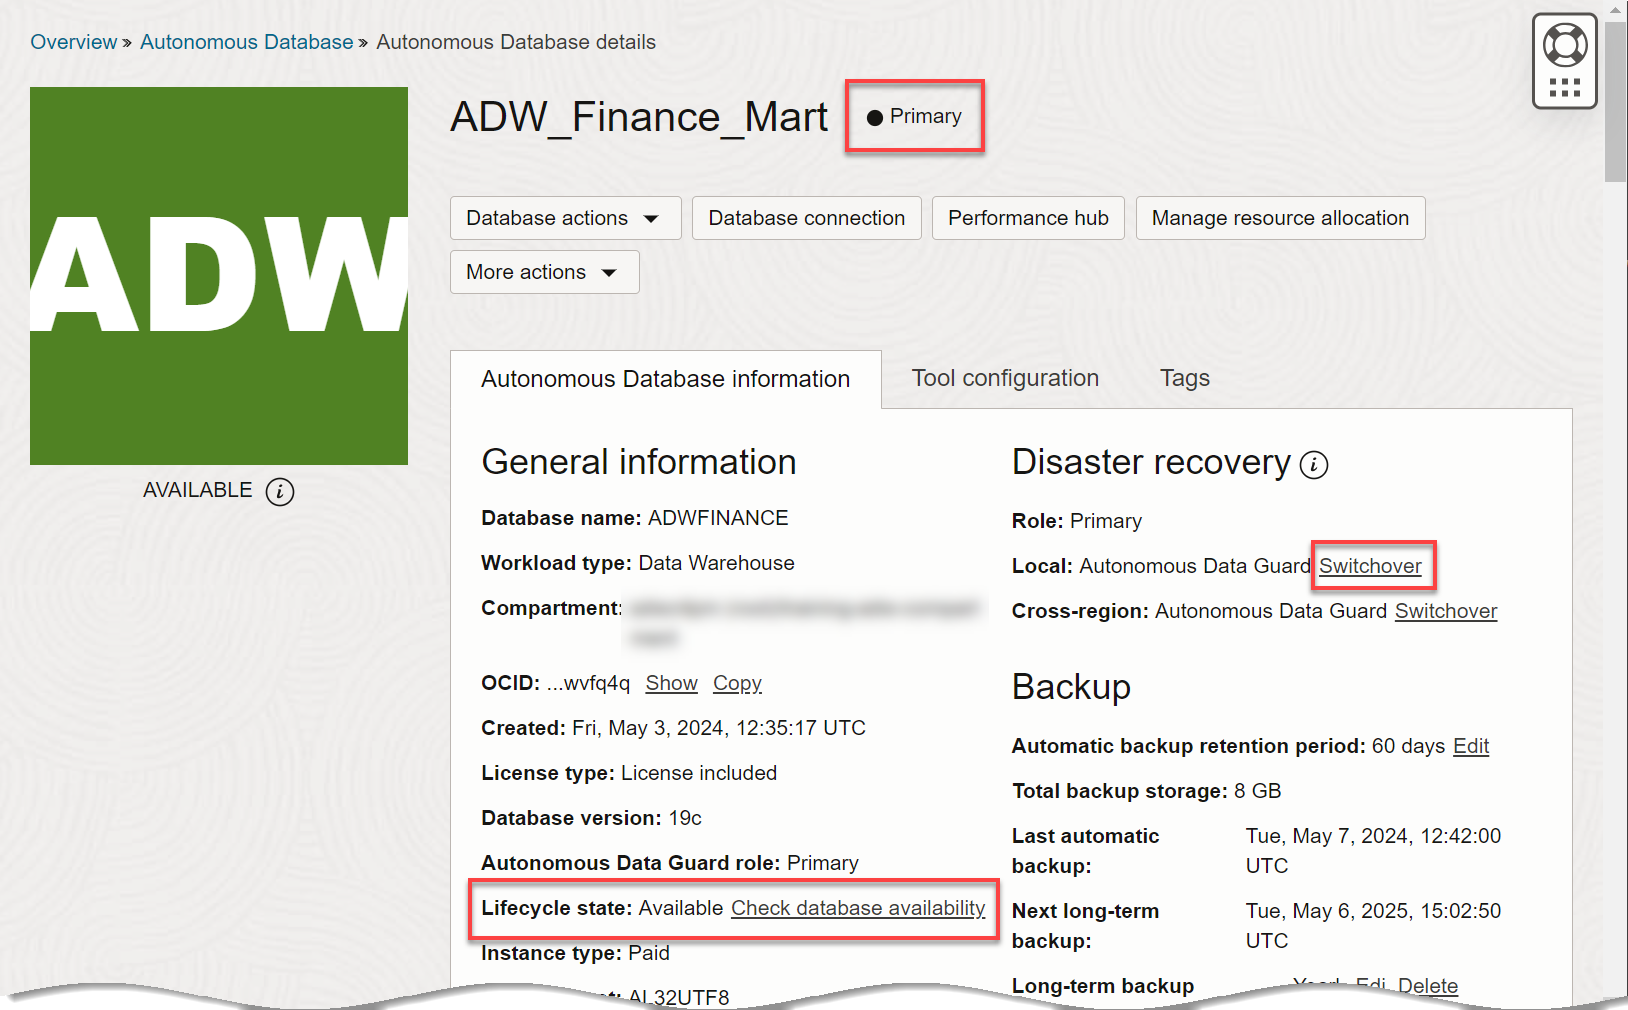 Overview » Autonomous Database » Autonomous Database details
ADW
AVAILABLE
ADW_Finance_Mart
Primary
Database actions
Database connection
Performance hub
Manage resource allocation
More actions
Autonomous Database information
Tool configuration
Tags
General information
Database name: ADWFINANCE
Workload type: Data Warehouse
Compartment:
OCID: ...wvfq4q Show Copy
Created: Fri, May 3, 2024, 12:35:17 UTC
License type: License included
Database version: 19c
Autonomous Data Guard role: Primary
Lifecycle state: Available Check database availability
Instance type: Paid
AL32UTF8
Disaster recovery
Role: Primary
Local: Autonomous Data Guard Switchover
Cross-region: Autonomous Data Guard Switchover
Backup
Automatic backup retention period: 60 days Edit
Total backup storage: 8 GB
Last automatic
backup:
Tue, May 7, 2024, 12:42:00
UTC
Next long-term
backup:
Tue, May 6, 2025, 15:02:50
UTC
Long-term backup
Delete